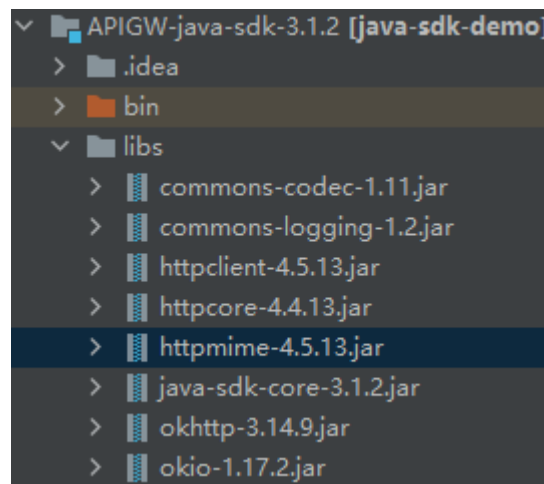 APIGW-java-sdk-3.1.2 [java-sdk-demo]
.idea
bin
libs
commons-codec-1.11.jar
commons-logging-1.2.jar
httpclient-4.5.13.jar
httpcore-4.4.13.jar
httpmime-4.5.13.jar
java-sdk-core-3.1.2.jar
okhttp-3.14.9.jar
okio-1.17.2.jar